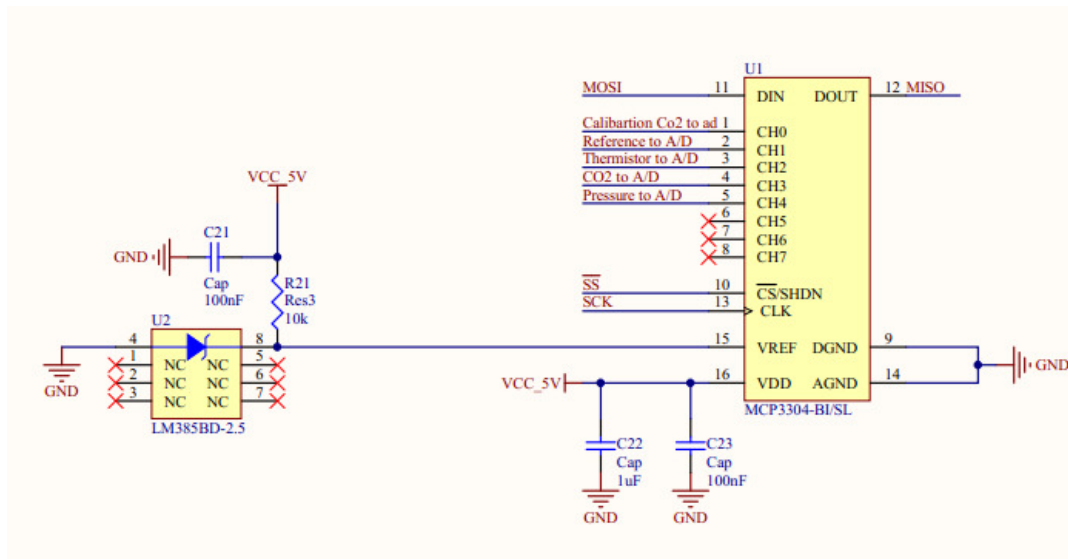 U1
MOSI 11 DIN DOUT 12 MISO
Calibartion Co2 to ad 1 CH0
Reference to A/D 2 CH1
Thermistor to A/D 3 CH2
CO2 to A/D 4 CH3
Pressure to A/D 5 CH4
6 CH5
7 CH6
8 CH7
SS 10 CS/SHDN
SCK 13 CLK
15 VREF DGND 9
VCC_5V 16 VDD AGND 14
GND
MCP3304-BI/SL
VCC_5V
C21
GND
Cap
100nF
R21
Res3
10k
U2
4 8
1 NC NC 5
2 NC NC 6
3 NC NC 7
GND
LM385BD-2.5
C22
Cap
1uF
GND
C23
Cap
100nF
GND